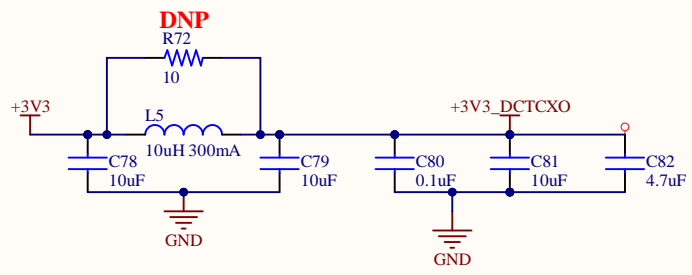 DNP
R72
10
+3V3
L5
10uH 300mA
+3V3_DCTCXO
C78
10uF
C79
10uF
C80
0.1uF
C81
10uF
C82
4.7uF
GND
GND